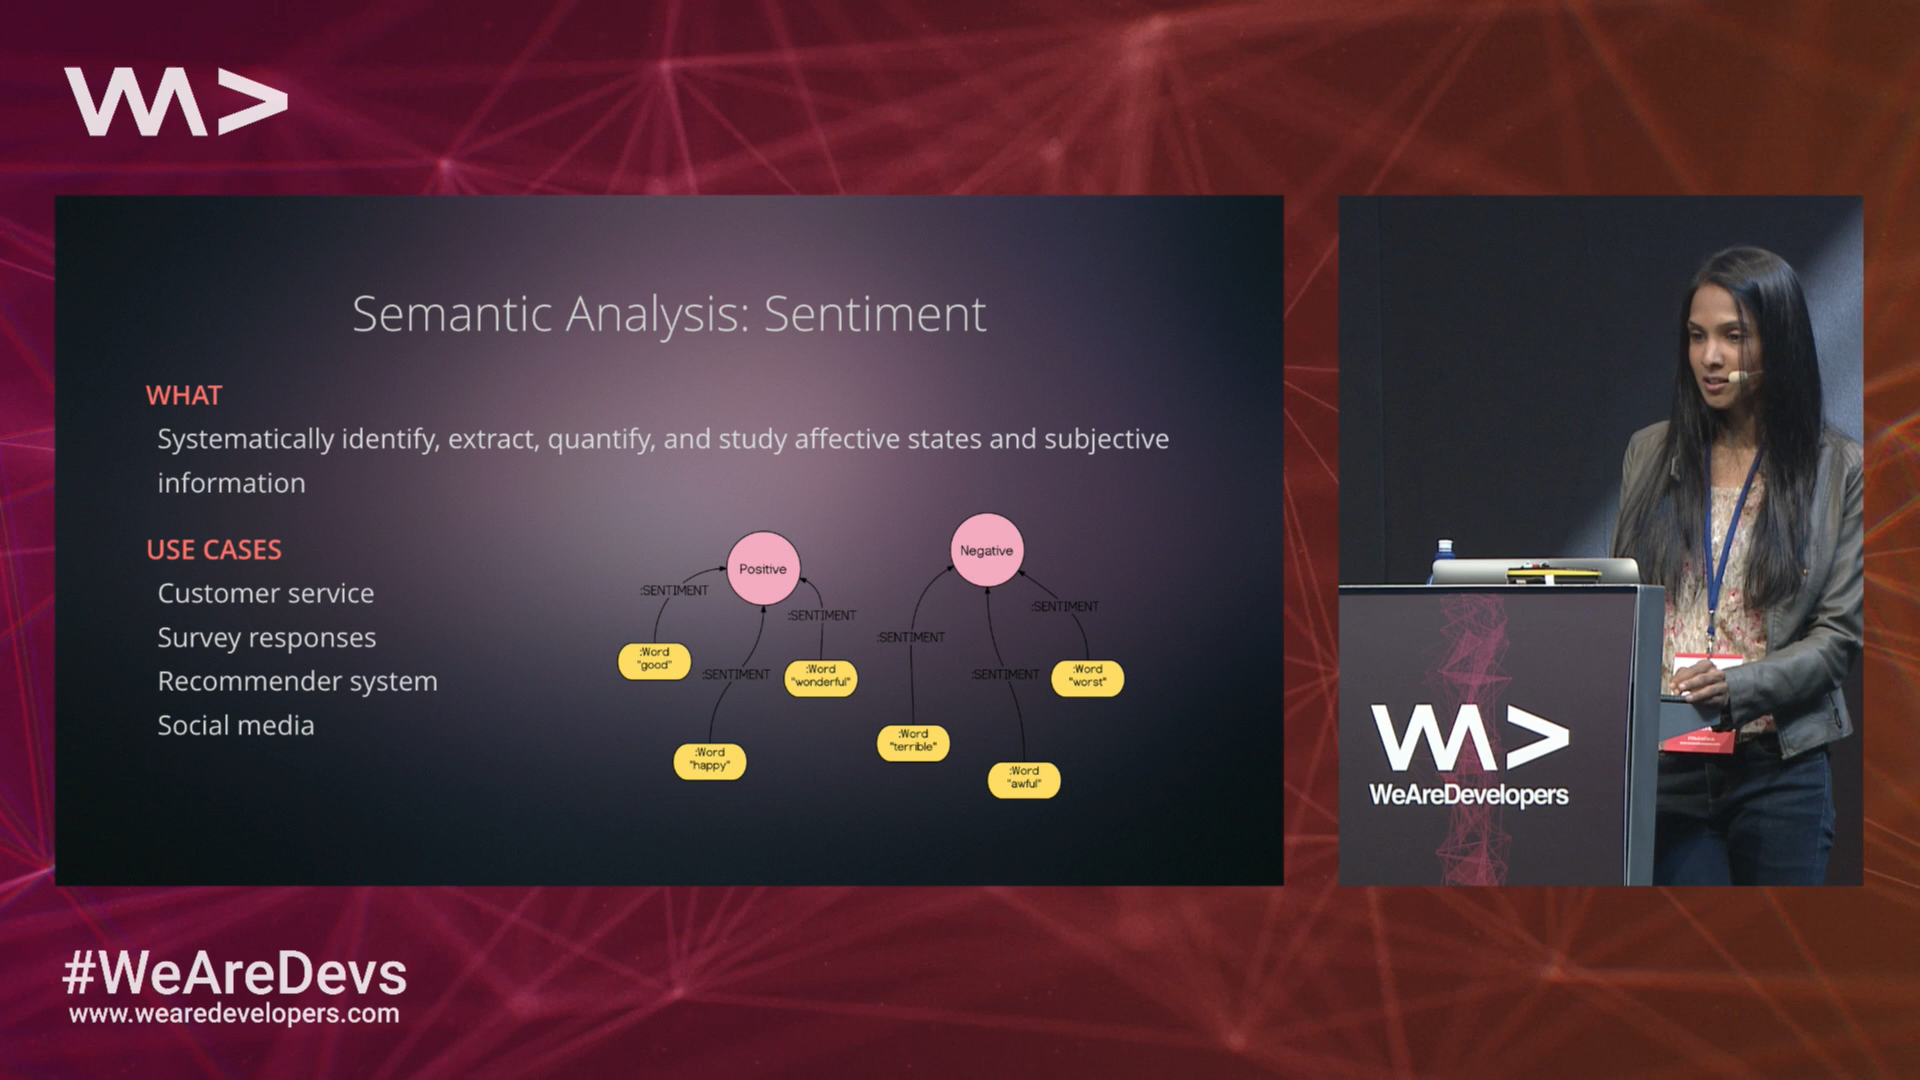 WA>
Semantic Analysis: Sentiment
WHAT
Systematically identify, extract, quantify, and study affective states and subjective
information
USE CASES
Customer service
Survey responses
Recommender system
Social media
Positive
:SENTIMENT
:SENTIMENT
:SENTIMENT
:Word
"good"
:Word
"wonderful"
:Word
"happy"
Negative
:SENTIMENT
:SENTIMENT
:SENTIMENT
:Word
"worst"
:Word
"terrible"
:Word
"awful"
WA>
WeAreDevelopers
#WeAreDevs
www.wearedevelopers.com